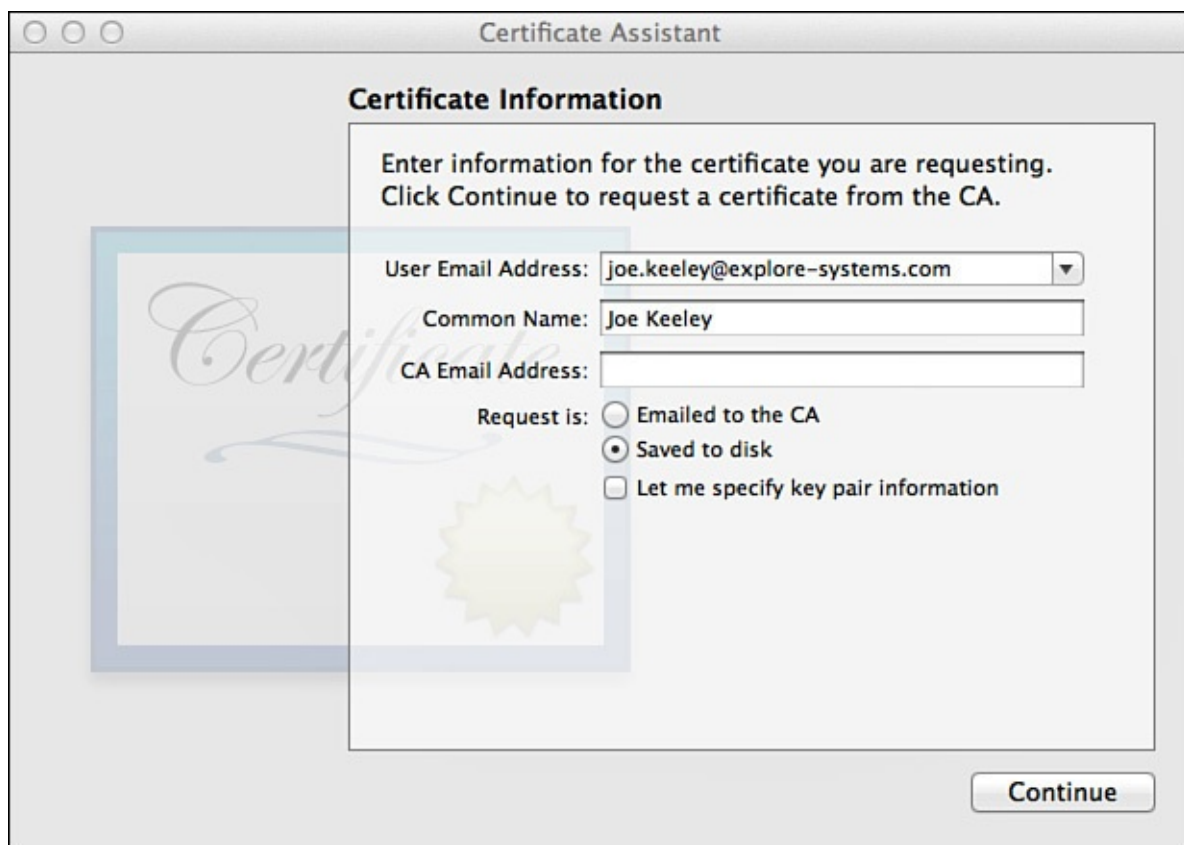 Certificate Assistant
Certificate Information
Enter information for the certificate you are requesting.
Click Continue to request a certificate from the CA.
Certificate
User Email Address: joe.keeley@explore-systems.com
Common Name: Joe Keeley
CA Email Address:
Request is: Emailed to the CA
Saved to disk
Let me specify key pair information
Continue